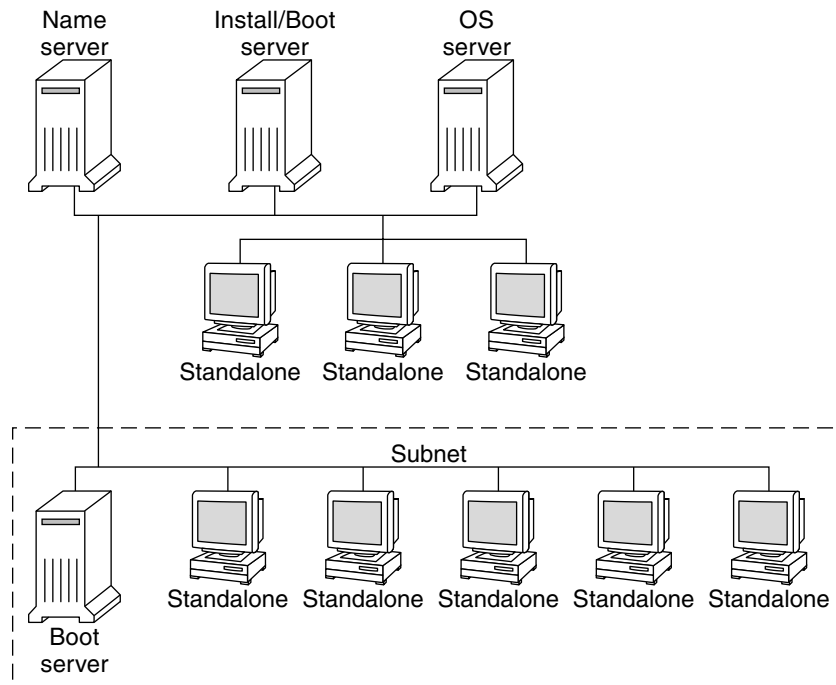 Name
server
Install/Boot
server
OS
server
Standalone
Standalone
Standalone
Subnet
Standalone
Standalone
Standalone
Standalone
Standalone
Boot
server